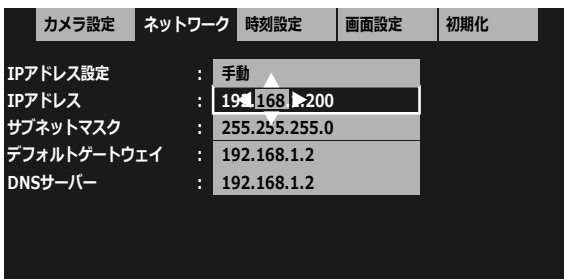 カメラ設定 ネットワーク 時刻設定 画面設定 初期化
IPアドレス設定 : 手動
IPアドレス : 192.168.1.200
サブネットマスク : 255.255.255.0
デフォルトゲートウェイ : 192.168.1.2
DNSサーバー : 192.168.1.2